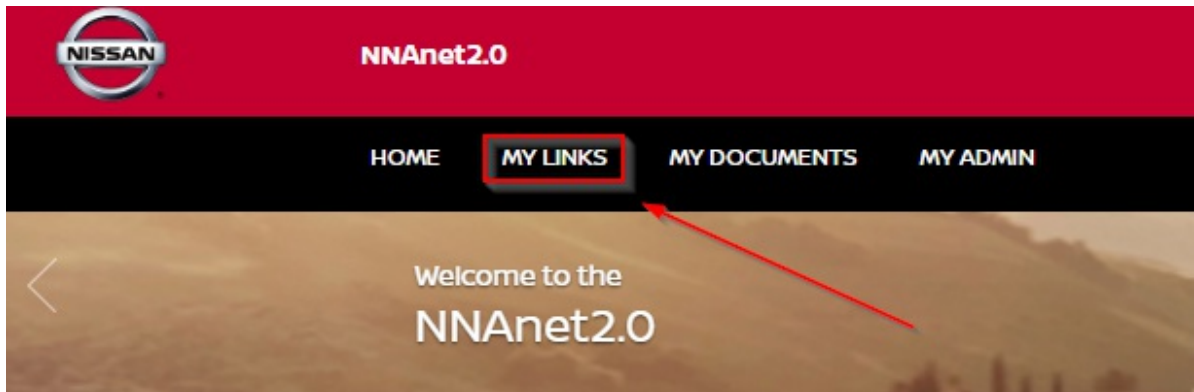 NISSAN
NNAnet2.0
HOME MY LINKS MY DOCUMENTS MY ADMIN
Welcome to the
NNAnet2.0